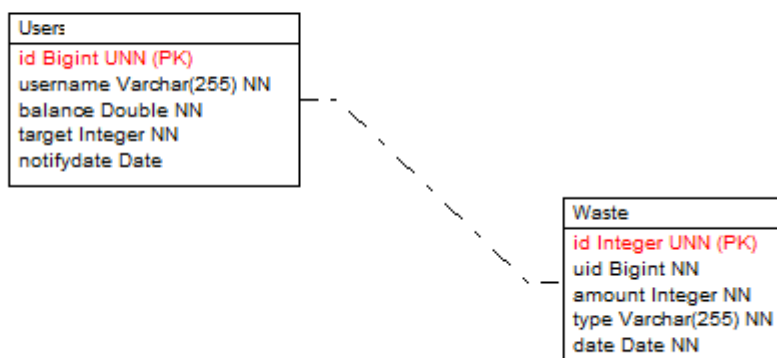 Users
id Bigint UNN (PK)
username Varchar(255) NN
balance Double NN
target Integer NN
notifydate Date
Waste
id Integer UNN (PK)
uid Bigint NN
amount Integer NN
type Varchar(255) NN
date Date NN